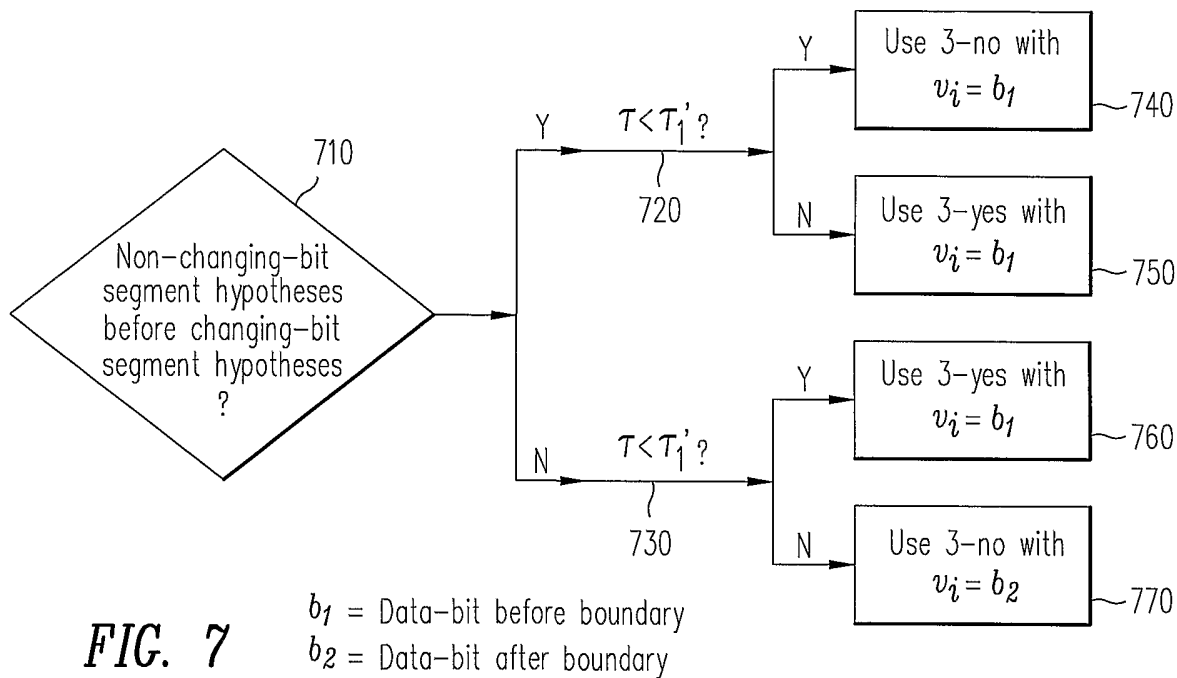 710
Non-changing-bit
segment hypotheses
before changing-bit
segment hypotheses
?
Y
τ<τ₁'?
720
Y
Use 3-no with
vᵢ = b₁
740
N
Use 3-yes with
vᵢ = b₁
750
N
τ<τ₁'?
730
Y
Use 3-yes with
vᵢ = b₁
760
N
Use 3-no with
vᵢ = b₂
770
FIG. 7
b₁ = Data-bit before boundary
b₂ = Data-bit after boundary